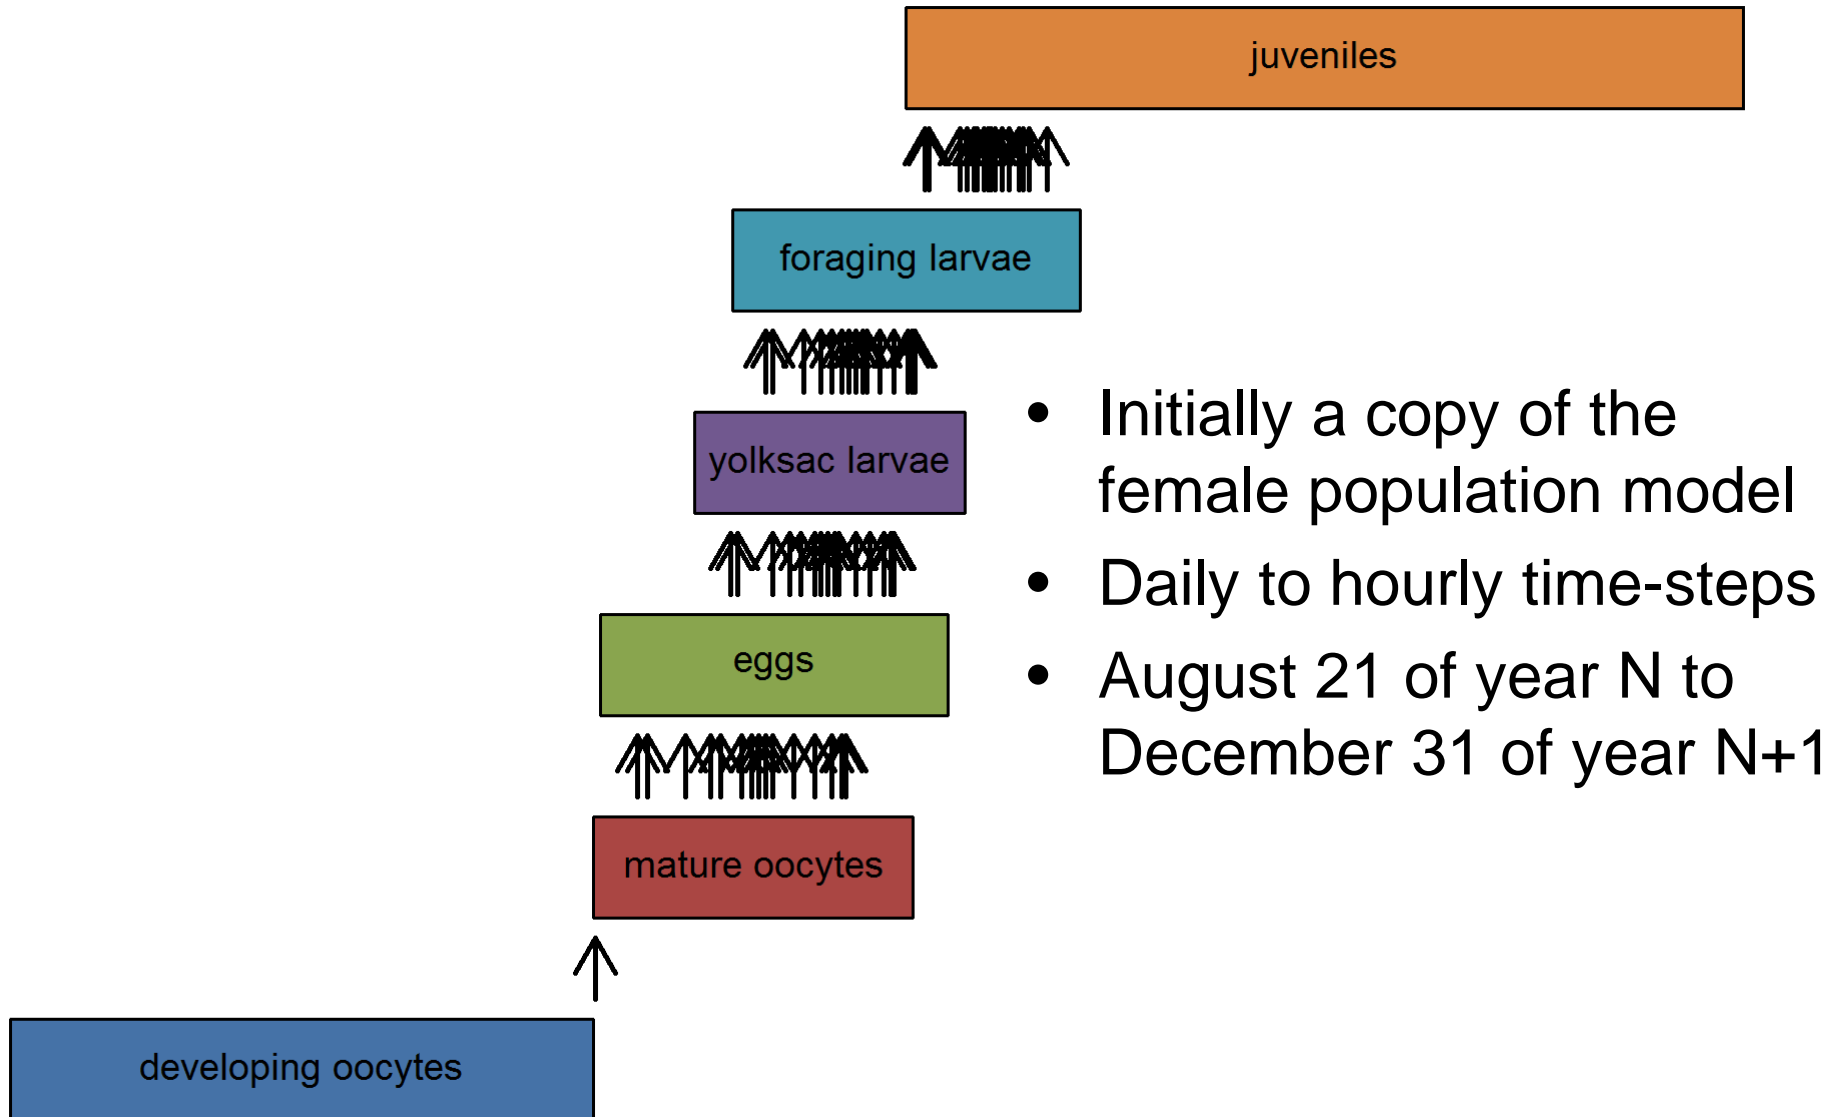 juveniles
foraging larvae
yolksac larvae
eggs
mature oocytes
developing oocytes
• Initially a copy of the
female population model
• Daily to hourly time-steps
• August 21 of year N to
December 31 of year N+1